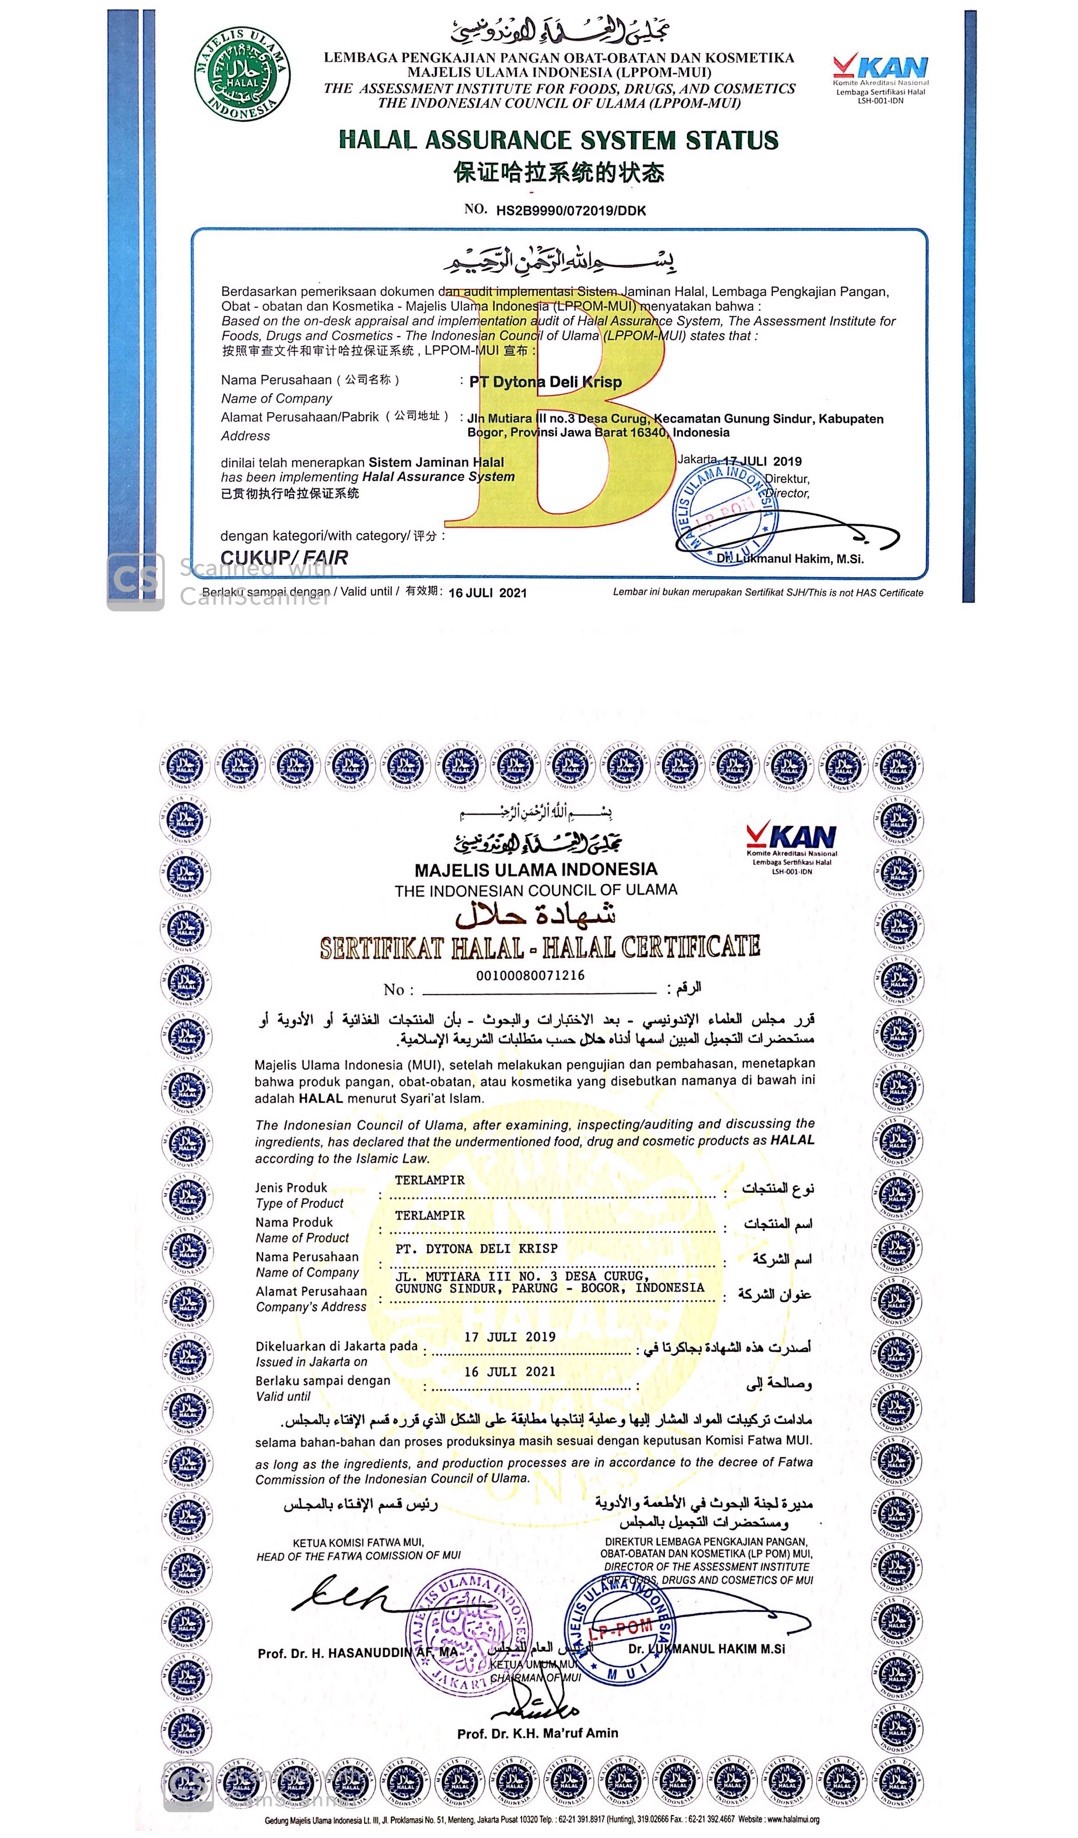 مجلس العلماء الإندونيسي
LEMBAGA PENGKAJIAN PANGAN OBAT-OBATAN DAN KOSMETIKA
MAJELIS ULAMA INDONESIA (LPPOM-MUI)
THE ASSESSMENT INSTITUTE FOR FOODS, DRUGS, AND COSMETICS
THE INDONESIAN COUNCIL OF ULAMA (LPPOM-MUI)
MAJELIS ULAMA
حلال
HALAL
INDONESIA
KAN
Komite Akreditasi Nasional
Lembaga Sertifikasi Halal
LSH-001-IDN
HALAL ASSURANCE SYSTEM STATUS
保证哈拉系统的状态
NO. HS2B9990/072019/DDK
بسم الله الرحمن الرحيم
B
Berdasarkan pemeriksaan dokumen dan audit implementasi Sistem Jaminan Halal, Lembaga Pengkajian Pangan,
Obat - obatan dan Kosmetika - Majelis Ulama Indonesia (LPPOM-MUI) menyatakan bahwa :
Based on the on-desk appraisal and implementation audit of Halal Assurance System, The Assessment Institute for
Foods, Drugs and Cosmetics - The Indonesian Council of Ulama (LPPOM-MUI) states that :
按照审查文件和审计哈拉保证系统 , LPPOM-MUI 宣布 :
Nama Perusahaan ( 公司名称 ) : PT Dytona Deli Krisp
Name of Company
Alamat Perusahaan/Pabrik ( 公司地址 ) : Jln Mutiara III no.3 Desa Curug, Kecamatan Gunung Sindur, Kabupaten
Address Bogor, Provinsi Jawa Barat 16340, Indonesia
dinilai telah menerapkan Sistem Jaminan Halal
has been implementing Halal Assurance System
已贯彻执行哈拉保证系统
Jakarta, 17 JULI 2019
Direktur,
Director,
MAJELIS ULAMA INDONESIA
LP-POM
MUI
dengan kategori/with category/ 评分 :
CUKUP/ FAIR
Dr. Lukmanul Hakim, M.Si.
Berlaku sampai dengan / Valid until / 有效期: 16 JULI 2021
Lembar ini bukan merupakan Sertifikat SJH/This is not HAS Certificate
CS Scanned with
CamScanner
بسم الله الرحمن الرحيم
مجلس العلماء الإندونيسي
MAJELIS ULAMA INDONESIA
THE INDONESIAN COUNCIL OF ULAMA
KAN
Komite Akreditasi Nasional
Lembaga Sertifikasi Halal
LSH-001-IDN
شهادة حلال
SERTIFIKAT HALAL - HALAL CERTIFICATE
No : 00100080071216 الرقم :
قرر مجلس العلماء الإندونيسي - بعد الاختبارات والبحوث - بأن المنتجات الغذائية أو الأدوية أو
مستحضرات التجميل المبين اسمها أدناه حلال حسب متطلبات الشريعة الإسلامية.
Majelis Ulama Indonesia (MUI), setelah melakukan pengujian dan pembahasan, menetapkan
bahwa produk pangan, obat-obatan, atau kosmetika yang disebutkan namanya di bawah ini
adalah HALAL menurut Syari'at Islam.
The Indonesian Council of Ulama, after examining, inspecting/auditing and discussing the
ingredients, has declared that the undermentioned food, drug and cosmetic products as HALAL
according to the Islamic Law.
Jenis Produk : TERLAMPIR : نوع المنتجات
Type of Product
Nama Produk : TERLAMPIR : اسم المنتجات
Name of Product
Nama Perusahaan : PT. DYTONA DELI KRISP : اسم الشركة
Name of Company
Alamat Perusahaan : JL. MUTIARA III NO. 3 DESA CURUG,
GUNUNG SINDUR, PARUNG - BOGOR, INDONESIA : عنوان الشركة
Company's Address
Dikeluarkan di Jakarta pada : 17 JULI 2019 : أصدرت هذه الشهادة بجاكرتا في
Issued in Jakarta on
Berlaku sampai dengan : 16 JULI 2021 : وصالحة إلى
Valid until
مادامت تركيبات المواد المشار إليها وعملية إنتاجها مطابقة على الشكل الذي قرره قسم الإفتاء بالمجلس.
selama bahan-bahan dan proses produksinya masih sesuai dengan keputusan Komisi Fatwa MUI.
as long as the ingredients, and production processes are in accordance to the decree of Fatwa
Commission of the Indonesian Council of Ulama.
رئيس قسم الإفتاء بالمجلس
KETUA KOMISI FATWA MUI,
HEAD OF THE FATWA COMISSION OF MUI
مديرة لجنة البحوث في الأطعمة والأدوية
ومستحضرات التجميل بالمجلس
DIREKTUR LEMBAGA PENGKAJIAN PANGAN,
OBAT-OBATAN DAN KOSMETIKA (LP POM) MUI,
DIRECTOR OF THE ASSESSMENT INSTITUTE
FOR FOODS, DRUGS AND COSMETICS OF MUI
MAJELIS ULAMA INDONESIA
JAKARTA
MAJELIS ULAMA INDONESIA
LP-POM
MUI
Prof. Dr. H. HASANUDDIN AF, MA.
Dr. LUKMANUL HAKIM M.Si
الرئيس العام للمجلس
KETUA UMUM MUI
CHAIRMAN OF MUI
Prof. Dr. K.H. Ma'ruf Amin
CS
CamScanner
Gedung Majelis Ulama Indonesia Lt. III, Jl. Proklamasi No. 51, Menteng, Jakarta Pusat 10320 Telp. : 62-21 391.8917 (Hunting), 319.02666 Fax. : 62-21 392.4667 Website : www.halalmui.org